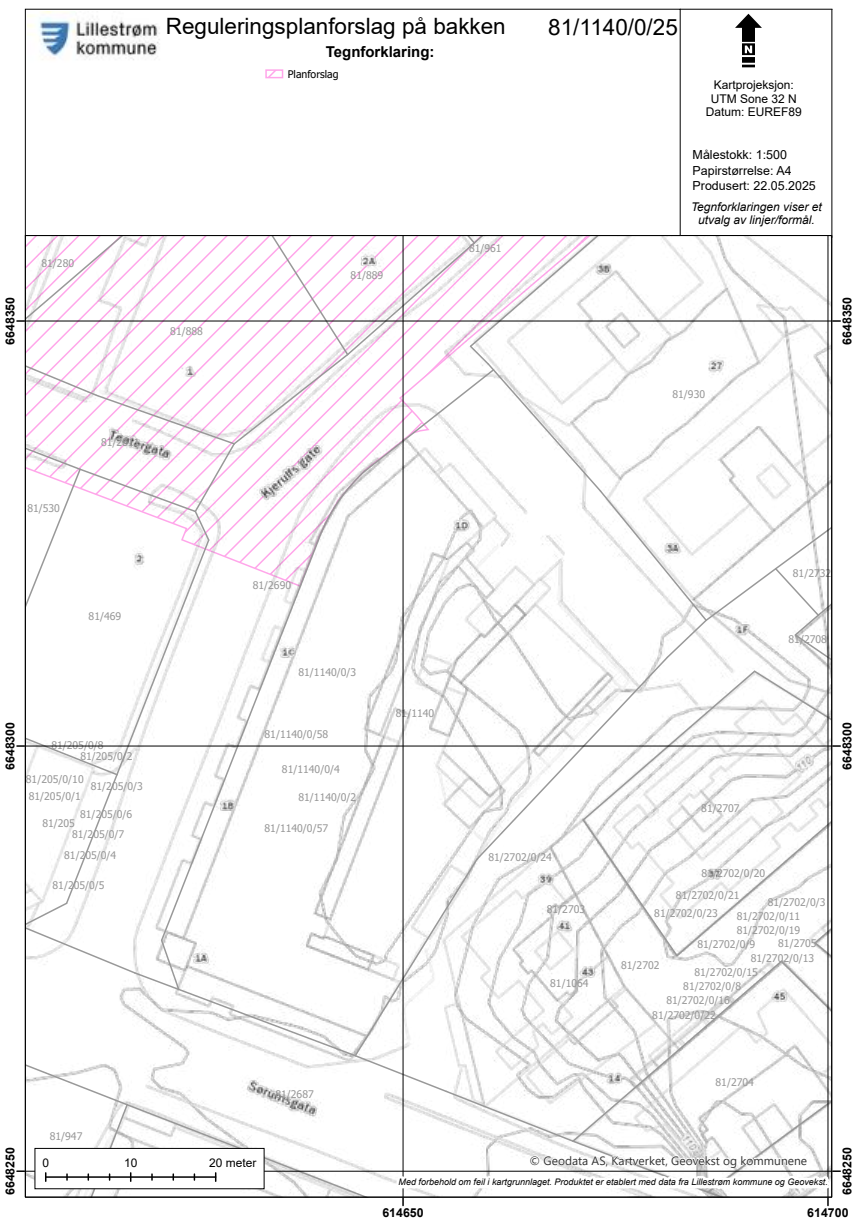 Lillestrøm
kommune
Reguleringsplanforslag på bakken
81/1140/0/25
Tegnforklaring:
Planforslag
N
Kartprojeksjon:
UTM Sone 32 N
Datum: EUREF89
Målestokk: 1:500
Papirstørrelse: A4
Produsert: 22.05.2025
Tegnforklaringen viser et
utvalg av linjer/formål.
81/280
2A
81/889
81/961
3B
6648350
6648350
81/888
1
27
81/930
Teatergata
Kjerulfs gate
81/530
1D
2
3A
81/2690
81/2732
81/469
1F
81/2708
1C
81/1140/0/3
81/1140
81/1140/0/58
6648300
6648300
81/205/0/8
81/205/0/2
81/1140/0/4
110
81/205/0/10
81/205/0/3
81/205/0/1
81/1140/0/2
1B
81/2707
81/205/0/6
81/205
81/205/0/7
81/1140/0/57
81/205/0/4
81/2702/0/24
37
81/2702/0/20
39
81/205/0/5
81/2702/0/21
81/2702/0/3
81/2703
81/2702/0/23
81/2702/0/11
41
81/2702/0/19
81/2702/0/9
81/2705
1A
81/2702/0/13
81/2702
43
81/2702/0/15
81/1064
81/2702/0/8
81/2702/0/16
45
81/2702/0/22
14
81/2704
Sørumsgata
81/2687
81/947
0
10
20 meter
© Geodata AS, Kartverket, Geovekst og kommunene
6648250
6648250
Med forbehold om feil i kartgrunnlaget. Produktet er etablert med data fra Lillestrøm kommune og Geovekst.
614650
614700